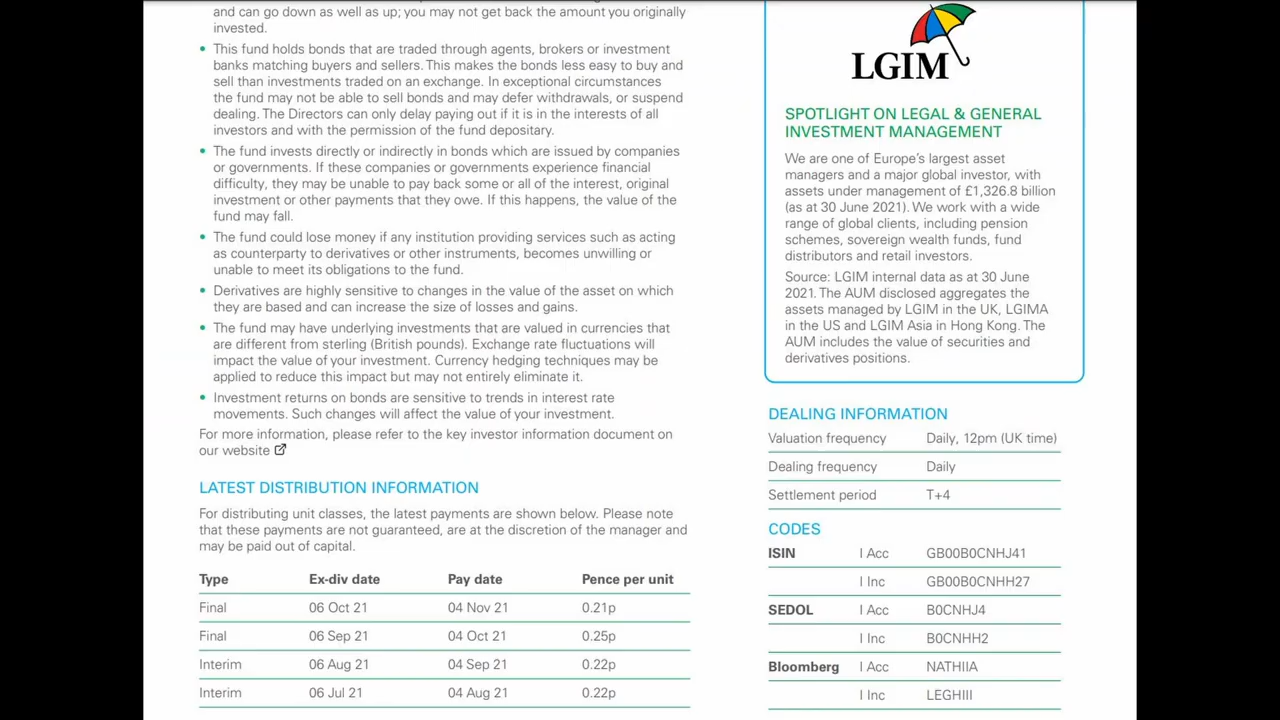 and can go down as well as up; you may not get back the amount you originally
invested.
• This fund holds bonds that are traded through agents, brokers or investment
banks matching buyers and sellers. This makes the bonds less easy to buy and
sell than investments traded on an exchange. In exceptional circumstances
the fund may not be able to sell bonds and may defer withdrawals, or suspend
dealing. The Directors can only delay paying out if it is in the interests of all
investors and with the permission of the fund depositary.
• The fund invests directly or indirectly in bonds which are issued by companies
or governments. If these companies or governments experience financial
difficulty, they may be unable to pay back some or all of the interest, original
investment or other payments that they owe. If this happens, the value of the
fund may fall.
• The fund could lose money if any institution providing services such as acting
as counterparty to derivatives or other instruments, becomes unwilling or
unable to meet its obligations to the fund.
• Derivatives are highly sensitive to changes in the value of the asset on which
they are based and can increase the size of losses and gains.
• The fund may have underlying investments that are valued in currencies that
are different from sterling (British pounds). Exchange rate fluctuations will
impact the value of your investment. Currency hedging techniques may be
applied to reduce this impact but may not entirely eliminate it.
• Investment returns on bonds are sensitive to trends in interest rate
movements. Such changes will affect the value of your investment.
For more information, please refer to the key investor information document on
our website
LATEST DISTRIBUTION INFORMATION
For distributing unit classes, the latest payments are shown below. Please note
that these payments are not guaranteed, are at the discretion of the manager and
may be paid out of capital.
Type Ex-div date Pay date Pence per unit
Final 06 Oct 21 04 Nov 21 0.21p
Final 06 Sep 21 04 Oct 21 0.25p
Interim 06 Aug 21 04 Sep 21 0.22p
Interim 06 Jul 21 04 Aug 21 0.22p
LGIM
SPOTLIGHT ON LEGAL & GENERAL
INVESTMENT MANAGEMENT
We are one of Europe's largest asset
managers and a major global investor, with
assets under management of £1,326.8 billion
(as at 30 June 2021). We work with a wide
range of global clients, including pension
schemes, sovereign wealth funds, fund
distributors and retail investors.
Source: LGIM internal data as at 30 June
2021. The AUM disclosed aggregates the
assets managed by LGIM in the UK, LGIMA
in the US and LGIM Asia in Hong Kong. The
AUM includes the value of securities and
derivatives positions.
DEALING INFORMATION
Valuation frequency Daily, 12pm (UK time)
Dealing frequency Daily
Settlement period T+4
CODES
ISIN I Acc GB00B0CNHJ41
I Inc GB00B0CNHH27
SEDOL I Acc B0CNHJ4
I Inc B0CNHH2
Bloomberg I Acc NATHIIA
I Inc LEGHIII